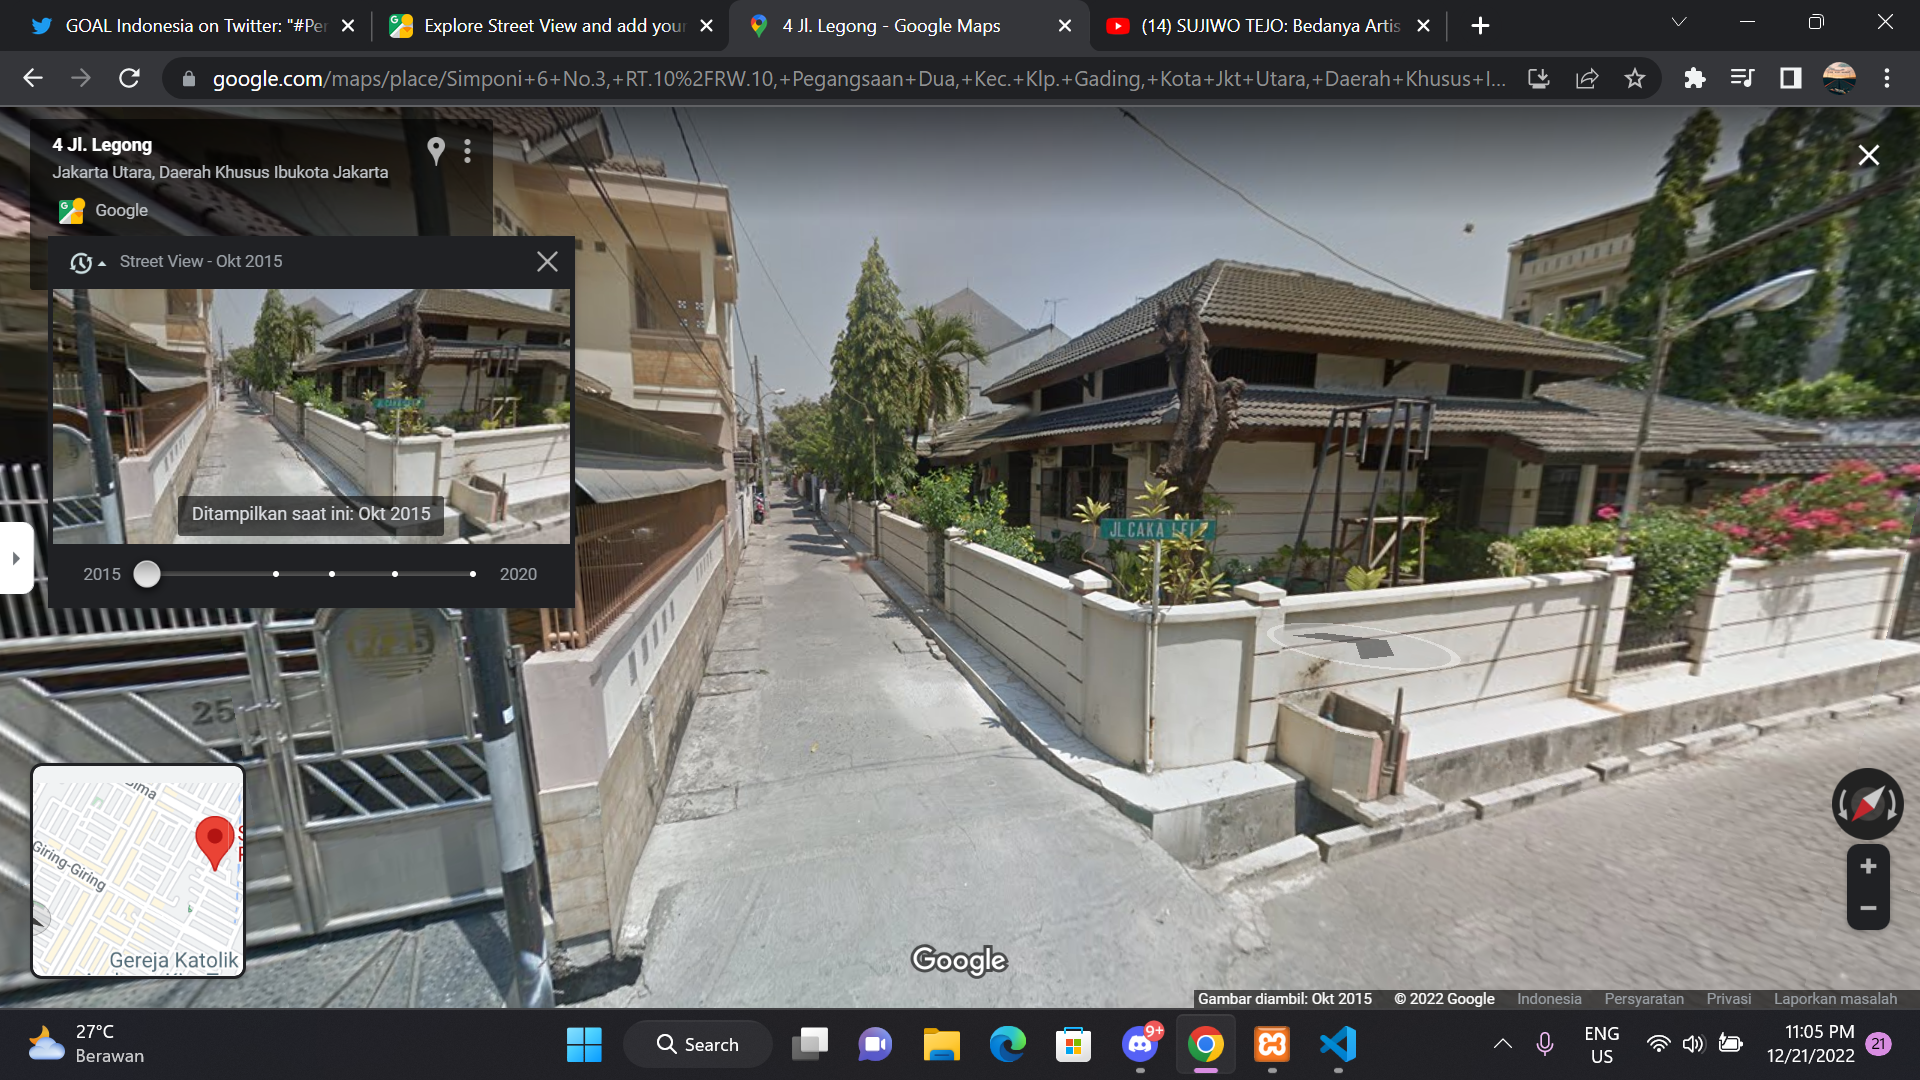 GOAL Indonesia on Twitter: "#Per
Explore Street View and add your
4 Jl. Legong - Google Maps
(14) SUJIWO TEJO: Bedanya Artis
google.com/maps/place/Simponi+6+No.3,+RT.10%2FRW.10,+Pegangsaan+Dua,+Kec.+Klp.+Gading,+Kota+Jkt+Utara,+Daerah+Khusus+I...
4 Jl. Legong
Jakarta Utara, Daerah Khusus Ibukota Jakarta
Google
Street View - Okt 2015
Ditampilkan saat ini: Okt 2015
2015
2020
JL CAKA LELE
25
Giring-Giring
Gereja Katolik
Google
Gambar diambil: Okt 2015 © 2022 Google Indonesia Persyaratan Privasi Laporkan masalah
27°C
Berawan
Search
9+
ENG
US
11:05 PM
12/21/2022
21